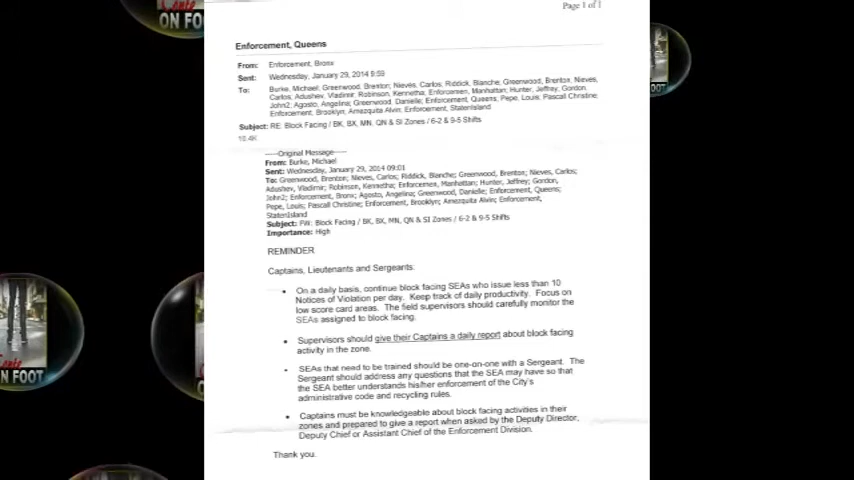 Page 1 of 1
Enforcement, Queens
From: Enforcement, Bronx
Sent: Wednesday, January 29, 2014 9:59
To: Burke, Michael; Greenwood, Brenton; Nieves, Carlos; Riddick, Blanche; Greenwood, Brenton; Nieves,
Carlos; Adushev, Vladimir; Robinson, Kennetha; Enforcemen, Manhattan; Hunter, Jeffrey; Gordon,
John2; Agosto, Angelina; Greenwood, Danielle; Enforcement, Queens; Pepe, Louis; Pascall Christine;
Enforcement, Brooklyn; Amezquita Alvin; Enforcement, StatenIsland
Subject: RE: Block Facing / BK, BX, MN, QN & SI Zones / 6-2 & 9-5 Shifts
10.4K
-----Original Message-----
From: Burke, Michael
Sent: Wednesday, January 29, 2014 09:01
To: Greenwood, Brenton; Nieves, Carlos; Riddick, Blanche; Greenwood, Brenton; Nieves, Carlos;
Adushev, Vladimir; Robinson, Kennetha; Enforcemen, Manhattan; Hunter, Jeffrey; Gordon,
John2; Enforcement, Bronx; Agosto, Angelina; Greenwood, Danielle; Enforcement, Queens;
Pepe, Louis; Pascall Christine; Enforcement, Brooklyn; Amezquita Alvin; Enforcement,
StatenIsland
Subject: FW: Block Facing / BK, BX, MN, QN & SI Zones / 6-2 & 9-5 Shifts
Importance: High
REMINDER
Captains, Lieutenants and Sergeants:
• On a daily basis, continue block facing SEAs who issue less than 10
Notices of Violation per day. Keep track of daily productivity. Focus on
low score card areas. The field supervisors should carefully monitor the
SEAs assigned to block facing.
• Supervisors should give their Captains a daily report about block facing
activity in the zone.
• SEAs that need to be trained should be one-on-one with a Sergeant. The
Sergeant should address any questions that the SEA may have so that
the SEA better understands his/her enforcement of the City's
administrative code and recycling rules.
• Captains must be knowledgeable about block facing activities in their
zones and prepared to give a report when asked by the Deputy Director,
Deputy Chief or Assistant Chief of the Enforcement Division.
Thank you.
ON FOO
N FOOT